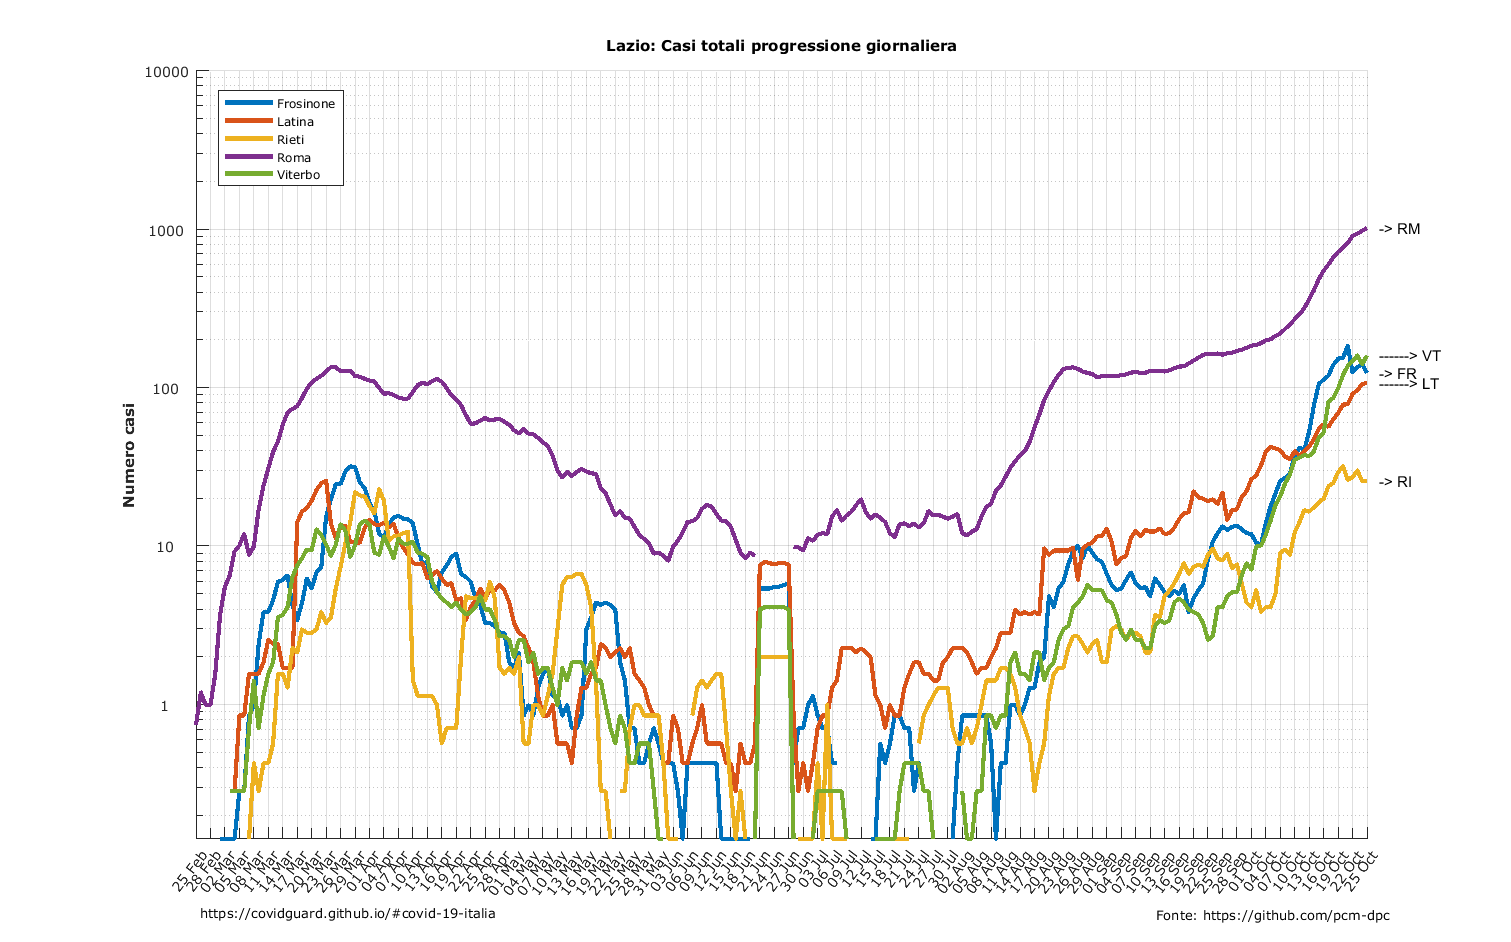 Lazio: Casi totali progressione giornaliera
10000
1000
100
10
1
Numero casi
Frosinone
Latina
Rieti
Roma
Viterbo
-> RM
------> VT
-> FR
------> LT
-> RI
25 Feb
28 Feb
02 Mar
05 Mar
08 Mar
11 Mar
14 Mar
17 Mar
20 Mar
23 Mar
26 Mar
29 Mar
01 Apr
04 Apr
07 Apr
10 Apr
13 Apr
16 Apr
19 Apr
22 Apr
25 Apr
28 Apr
01 May
04 May
07 May
10 May
13 May
16 May
19 May
22 May
25 May
28 May
31 May
03 Jun
06 Jun
09 Jun
12 Jun
15 Jun
18 Jun
21 Jun
24 Jun
27 Jun
30 Jun
03 Jul
06 Jul
09 Jul
12 Jul
15 Jul
18 Jul
21 Jul
24 Jul
27 Jul
30 Jul
02 Aug
05 Aug
08 Aug
11 Aug
14 Aug
17 Aug
20 Aug
23 Aug
26 Aug
29 Aug
01 Sep
04 Sep
07 Sep
10 Sep
13 Sep
16 Sep
19 Sep
22 Sep
25 Sep
28 Sep
01 Oct
04 Oct
07 Oct
10 Oct
13 Oct
16 Oct
19 Oct
22 Oct
25 Oct
https://covidguard.github.io/#covid-19-italia
Fonte: https://github.com/pcm-dpc